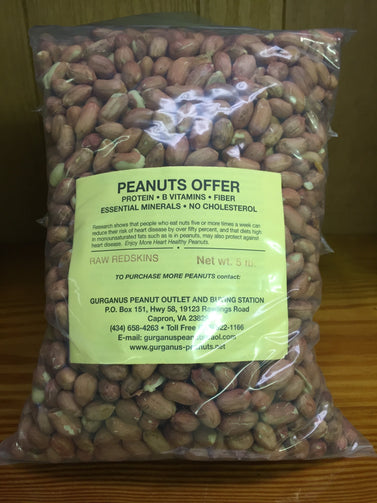 PEANUTS OFFER
PROTEIN • B VITAMINS • FIBER
ESSENTIAL MINERALS • NO CHOLESTEROL
Research shows that people who eat nuts five or more times a week can
reduce their risk of heart disease by over fifty percent, and that diets high
in monounsaturated fats such as is in peanuts, may also protect against
heart disease. Enjoy More Heart Healthy Peanuts.
RAW REDSKINS Net wt. 5
TO PURCHASE MORE PEANUTS contact:
GURGANUS PEANUT OUTLET AND BUYING STATION
P.O. Box 151, Hwy 58, 19123 Rawlings Road
Capron, VA
(434) 658-4263 • Toll Free
E-mail:
www.gurganus-peanuts.net